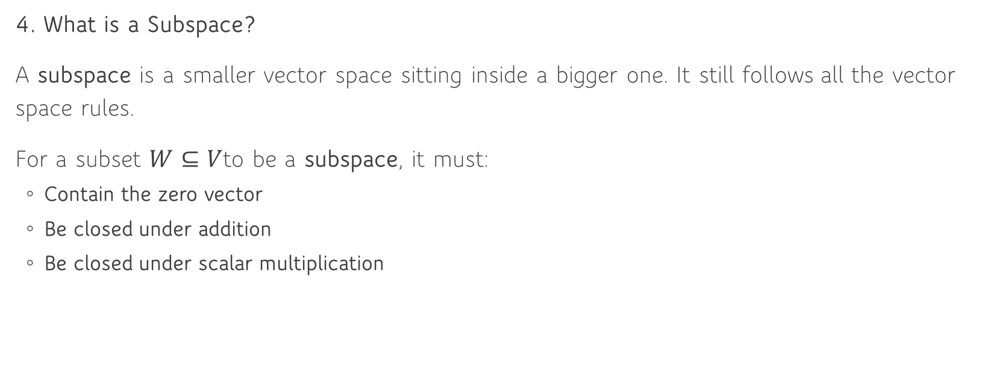 4. What is a Subspace?
A subspace is a smaller vector space sitting inside a bigger one. It still follows all the vector
space rules.
For a subset W ⊆ V to be a subspace, it must:
◦ Contain the zero vector
◦ Be closed under addition
◦ Be closed under scalar multiplication